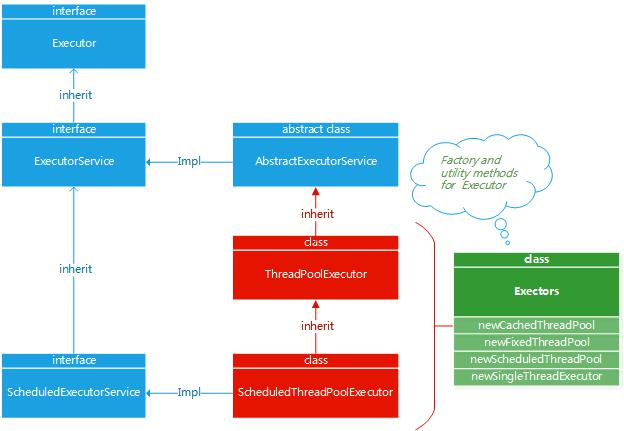 interface
Executor
inherit
interface
ExecutorService
Impl
abstract class
AbstractExecutorService
Factory and
utility methods
for Executor
inherit
inherit
class
ThreadPoolExecutor
inherit
interface
ScheduledExecutorService
Impl
class
ScheduledThreadPoolExecutor
class
Exectors
newCachedThreadPool
newFixedThreadPool
newScheduledThreadPool
newSingleThreadExecutor